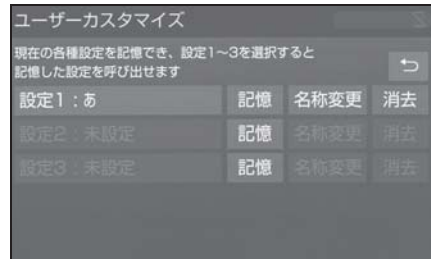 ユーザーカスタマイズ
現在の各種設定を記憶でき、設定1～3を選択すると
記憶した設定を呼び出せます
設定1：あ 記憶 名称変更 消去
設定2：未設定 記憶 名称変更 消去
設定3：未設定 記憶 名称変更 消去